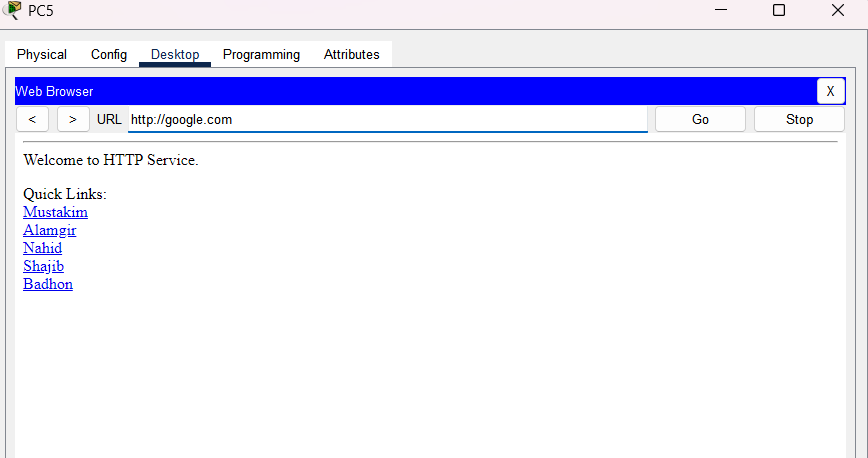 PC5
Physical Config Desktop Programming Attributes
Web Browser X
< > URL http://google.com Go Stop
Welcome to HTTP Service.
Quick Links:
Mustakim
Alamgir
Nahid
Shajib
Badhon